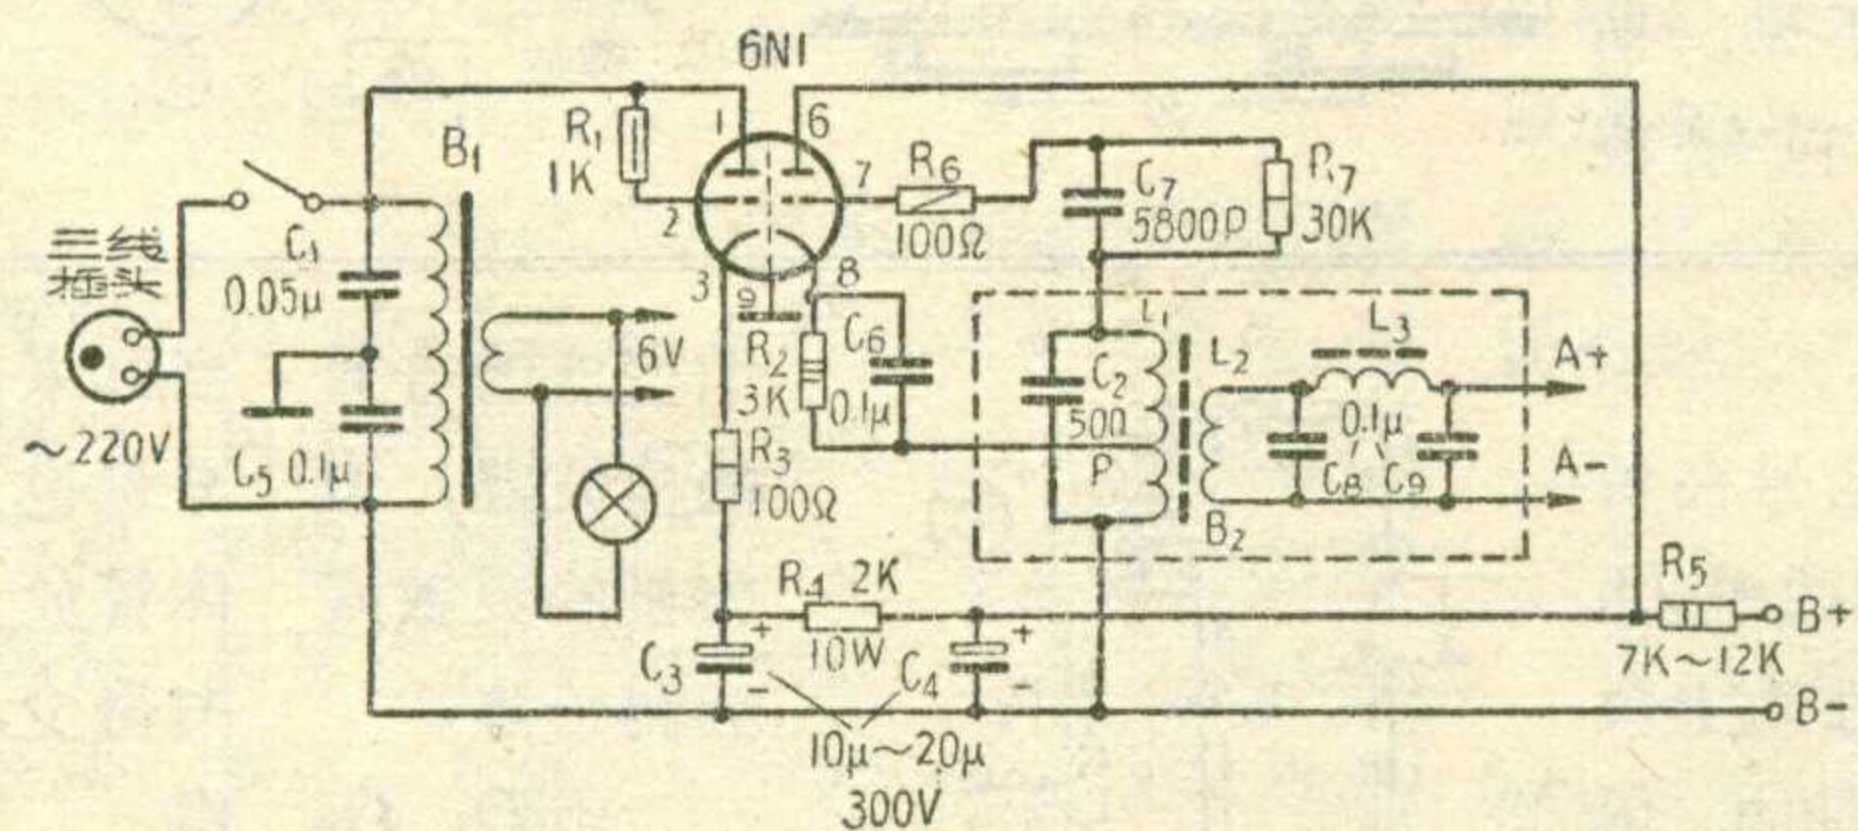 6N1
1
6
R1
1K
2
7
R6
100Ω
C7
5800P
R7
30K
B1
三线
插头
C1
0.05μ
3
9
8
~220V
C5 0.1μ
6V
R2
3K
C6
0.1μ
R3
100Ω
L1
C2
500
P
L2
L3
0.1μ
C8 C9
B2
A+
A-
R4 2K
10W
C3
+
-
C4
+
-
10μ~20μ
300V
R5
7K~12K
B+
B-